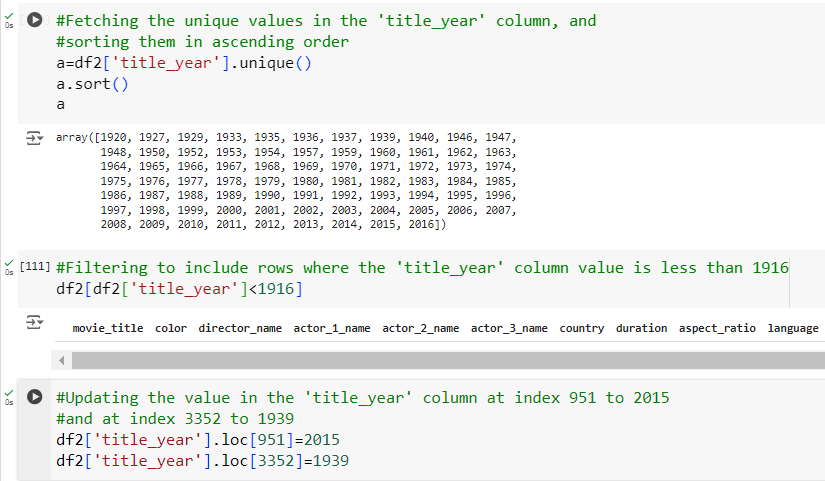 0s
#Fetching the unique values in the 'title_year' column, and
#sorting them in ascending order
a=df2['title_year'].unique()
a.sort()
a
array([1920, 1927, 1929, 1933, 1935, 1936, 1937, 1939, 1940, 1946, 1947,
1948, 1950, 1952, 1953, 1954, 1957, 1959, 1960, 1961, 1962, 1963,
1964, 1965, 1966, 1967, 1968, 1969, 1970, 1971, 1972, 1973, 1974,
1975, 1976, 1977, 1978, 1979, 1980, 1981, 1982, 1983, 1984, 1985,
1986, 1987, 1988, 1989, 1990, 1991, 1992, 1993, 1994, 1995, 1996,
1997, 1998, 1999, 2000, 2001, 2002, 2003, 2004, 2005, 2006, 2007,
2008, 2009, 2010, 2011, 2012, 2013, 2014, 2015, 2016])
0s [111] #Filtering to include rows where the 'title_year' column value is less than 1916
df2[df2['title_year']<1916]
movie_title color director_name actor_1_name actor_2_name actor_3_name country duration aspect_ratio language
0s
#Updating the value in the 'title_year' column at index 951 to 2015
#and at index 3352 to 1939
df2['title_year'].loc[951]=2015
df2['title_year'].loc[3352]=1939